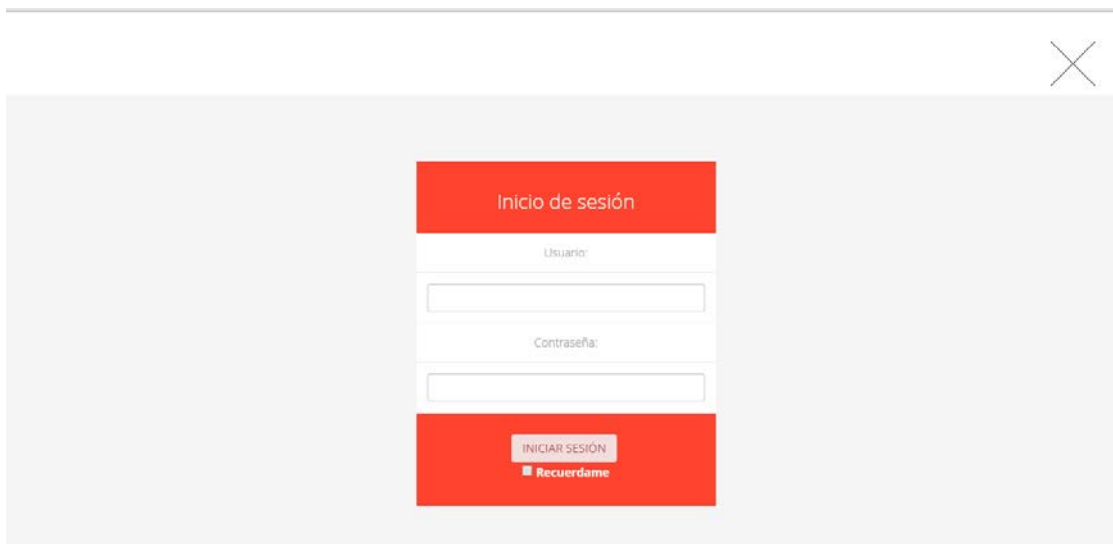 Inicio de sesión
Usuario:
Contraseña:
INICIAR SESIÓN
Recuerdame